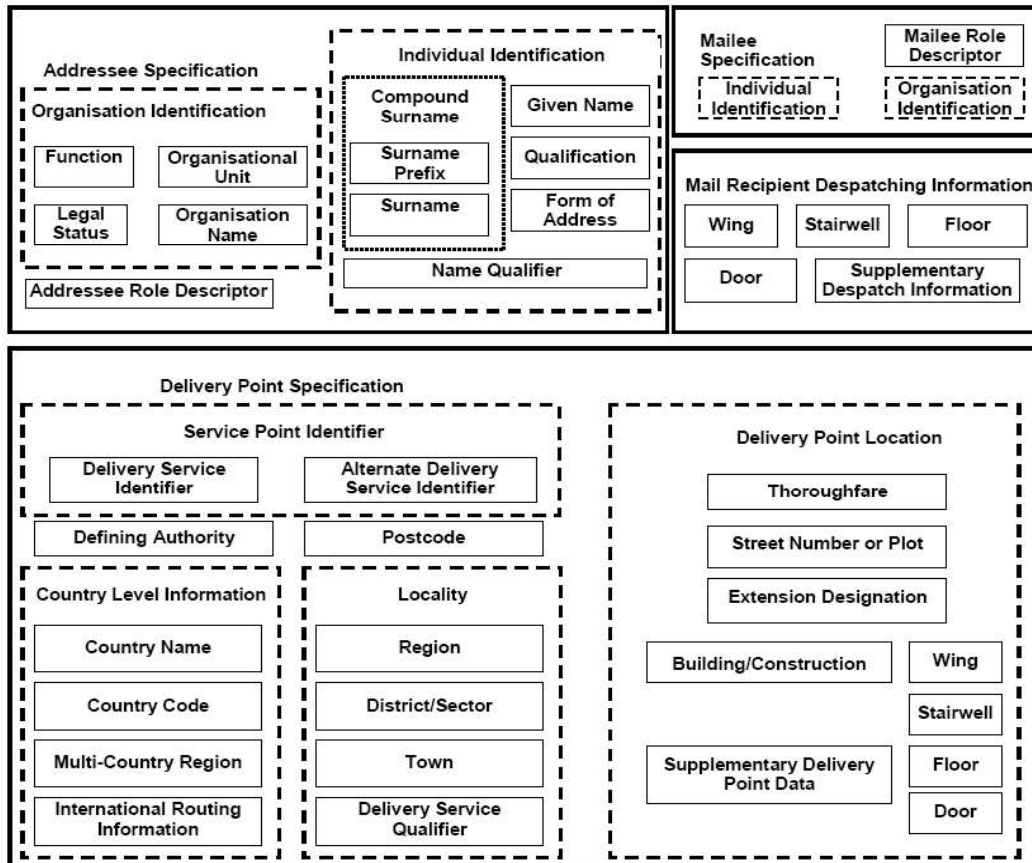 Addressee Specification
Organisation Identification
Function
Organisational
Unit
Legal
Status
Organisation
Name
Addressee Role Descriptor
Individual Identification
Compound
Surname
Surname
Prefix
Surname
Given Name
Qualification
Form of
Address
Name Qualifier
Mailee
Specification
Mailee Role
Descriptor
Individual
Identification
Organisation
Identification
Mail Recipient Despatching Information
Wing
Stairwell
Floor
Door
Supplementary
Despatch Information
Delivery Point Specification
Service Point Identifier
Delivery Service
Identifier
Alternate Delivery
Service Identifier
Defining Authority
Postcode
Country Level Information
Country Name
Country Code
Multi-Country Region
International Routing
Information
Locality
Region
District/Sector
Town
Delivery Service
Qualifier
Delivery Point Location
Thoroughfare
Street Number or Plot
Extension Designation
Building/Construction
Wing
Stairwell
Supplementary Delivery
Point Data
Floor
Door